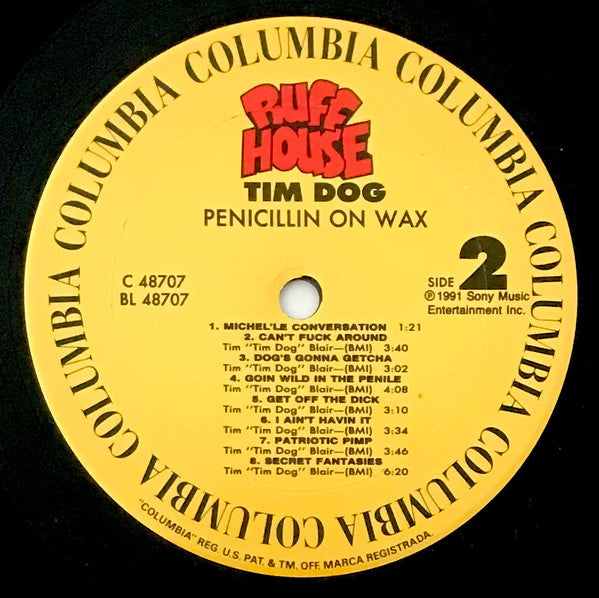 COLUMBIA COLUMBIA COLUMBIA COLUMBIA COLUMBIA COLUMBIA COLUMBIA
RUFF
HOUSE
TIM DOG
PENICILLIN ON WAX
C 48707
BL 48707
SIDE 2
℗1991 Sony Music
Entertainment Inc.
1. MICHEL'LE CONVERSATION 1:21
2. CAN'T FUCK AROUND
Tim "Tim Dog" Blair—(BMI) 3:40
3. DOG'S GONNA GETCHA
Tim "Tim Dog" Blair—(BMI) 3:02
4. GOIN WILD IN THE PENILE
Tim "Tim Dog" Blair—(BMI) 4:08
5. GET OFF THE DICK
Tim "Tim Dog" Blair—(BMI) 3:10
6. I AIN'T HAVIN IT
Tim "Tim Dog" Blair—(BMI) 3:34
7. PATRIOTIC PIMP
Tim "Tim Dog" Blair—(BMI) 3:46
8. SECRET FANTASIES
Tim "Tim Dog" Blair—(BMI) 6:20
"COLUMBIA" REG. U.S. PAT. & TM. OFF. MARCA REGISTRADA.